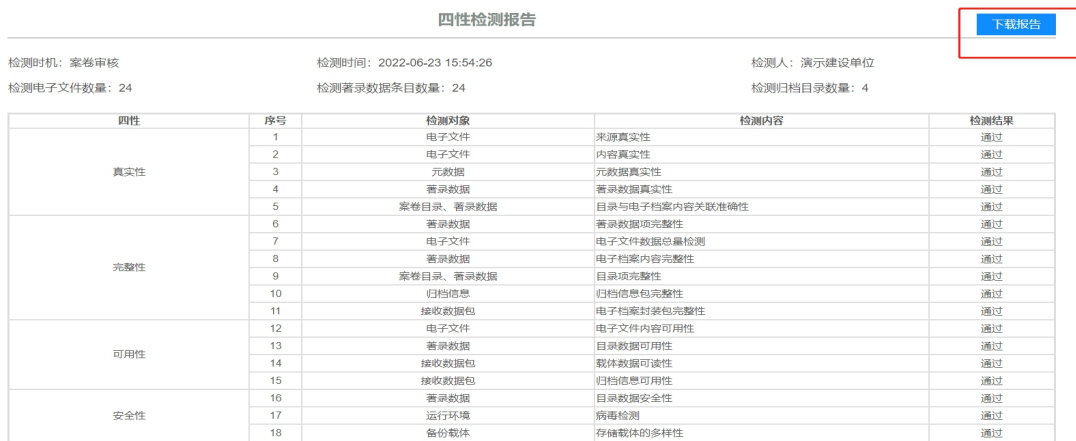 四性检测报告
下载报告
检测时机：案卷审核 检测时间：2022-06-23 15:54:26 检测人：演示建设单位
检测电子文件数量：24 检测著录数据条目数量：24 检测归档目录数量：4
四性 序号 检测对象 检测内容 检测结果
真实性
1 电子文件 来源真实性 通过
2 电子文件 内容真实性 通过
3 元数据 元数据真实性 通过
4 著录数据 著录数据真实性 通过
5 案卷目录、著录数据 目录与电子档案内容关联准确性 通过
完整性
6 著录数据 著录数据项完整性 通过
7 电子文件 电子文件数据总量检测 通过
8 著录数据 电子档案内容完整性 通过
9 案卷目录、著录数据 目录项完整性 通过
10 归档信息 归档信息包完整性 通过
11 接收数据包 电子档案封装包完整性 通过
可用性
12 电子文件 电子文件内容可用性 通过
13 著录数据 目录数据可用性 通过
14 接收数据包 载体数据可读性 通过
15 接收数据包 归档信息可用性 通过
安全性
16 著录数据 目录数据安全性 通过
17 运行环境 病毒检测 通过
18 备份载体 存储载体的多样性 通过